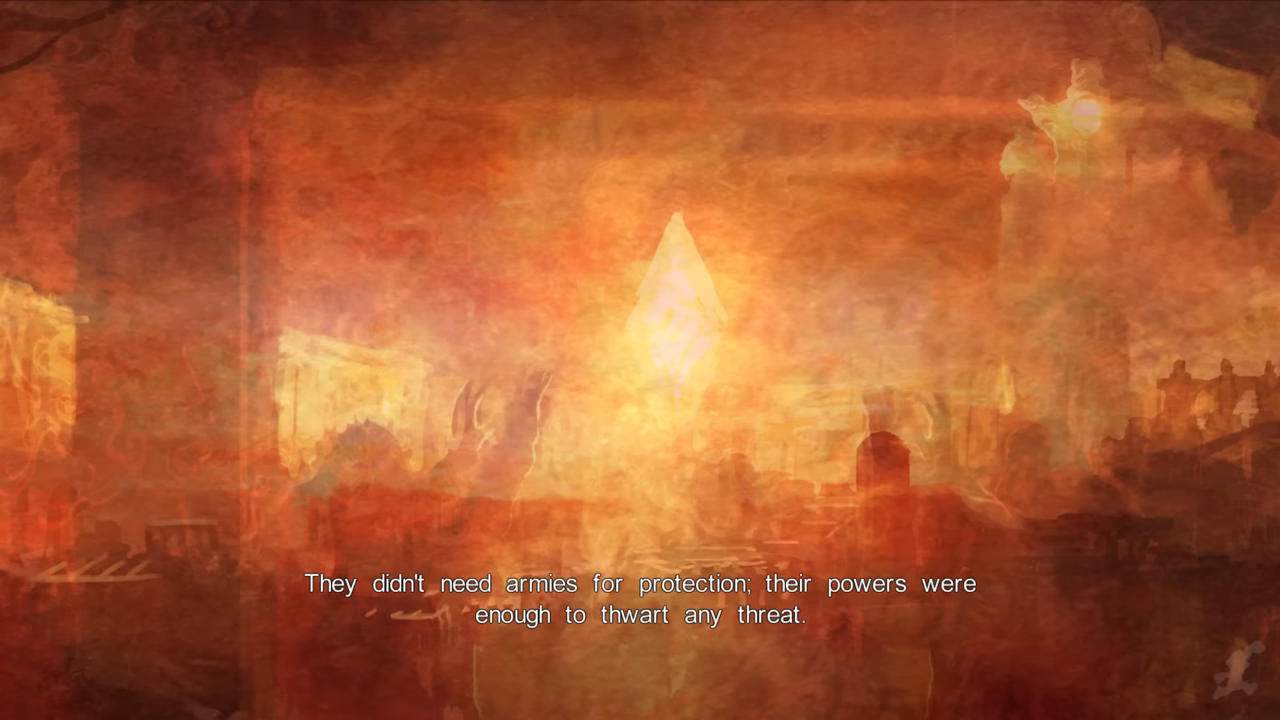 They didn't need armies for protection; their powers were
enough to thwart any threat.